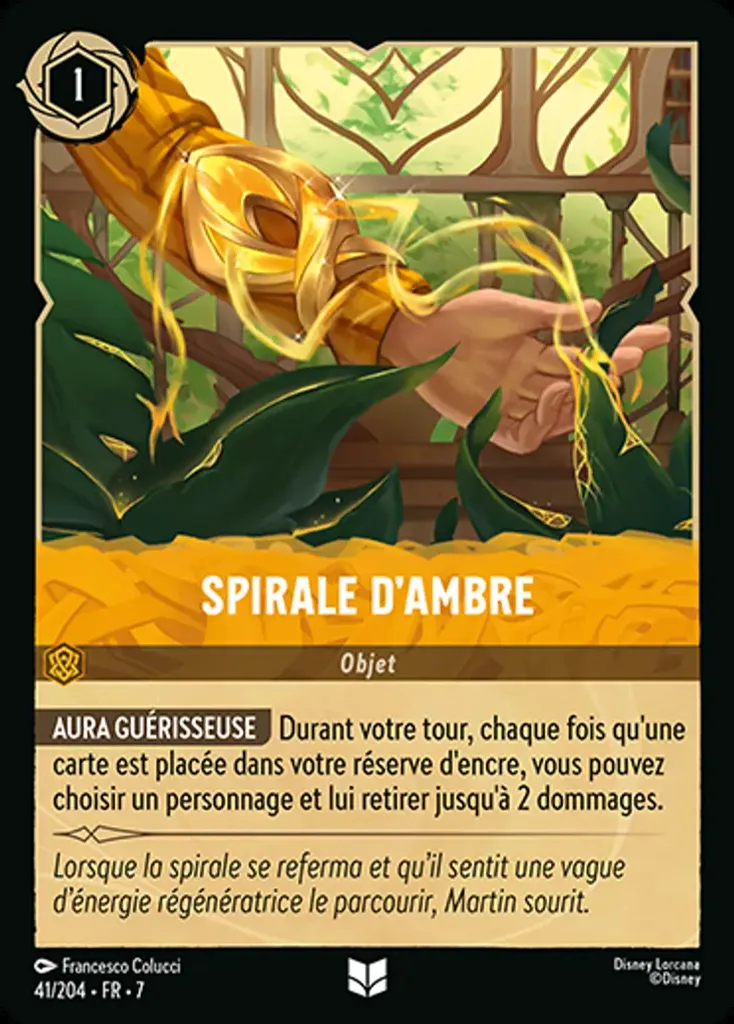 1
SPIRALE D'AMBRE
Objet
AURA GUÉRISSEUSE Durant votre tour, chaque fois qu'une
carte est placée dans votre réserve d'encre, vous pouvez
choisir un personnage et lui retirer jusqu'à 2 dommages.
Lorsque la spirale se referma et qu'il sentit une vague
d'énergie régénératrice le parcourir, Martin sourit.
Francesco Colucci
41/204 • FR • 7
Disney Lorcana
©Disney